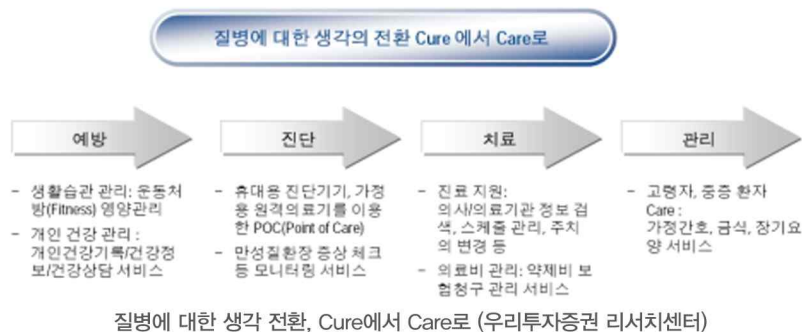 질병에 대한 생각의 전환 Cure 에서 Care로
예방
- 생활습관 관리: 운동처
방(Fitness) 영양관리
- 개인 건강 관리 :
개인건강기록/건강정
보/건강상담 서비스
진단
- 휴대용 진단기기, 가정
용 원격의료기를 이용
한 POC(Point of Care)
- 만성질환장 증상 체크
등 모니터링 서비스
치료
- 진료 지원:
의사/의료기관 정보 검
색, 스케줄 관리, 주치
의 변경 등
- 의료비 관리: 약제비 보
험청구 관리 서비스
관리
- 고령자, 중증 환자
Care :
가정간호, 급식, 장기요
양 서비스
질병에 대한 생각 전환, Cure에서 Care로 (우리투자증권 리서치센터)